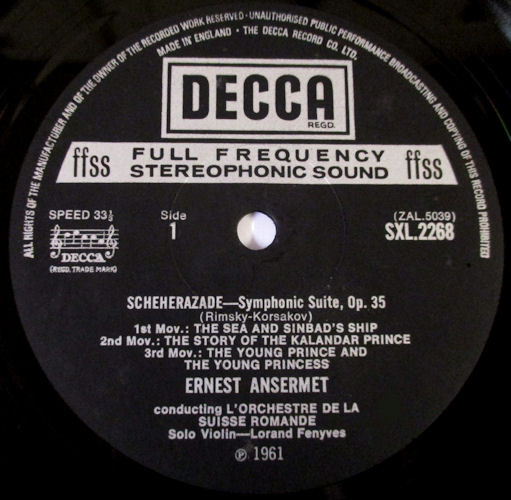 ALL RIGHTS OF THE MANUFACTURER AND OF THE OWNER OF THE RECORDED WORK RESERVED · UNAUTHORISED PUBLIC PERFORMANCE BROADCASTING AND COPYING OF THIS RECORD PROHIBITED
MADE IN ENGLAND · THE DECCA RECORD CO. LTD.
DECCA
REGD.
ffss FULL FREQUENCY STEREOPHONIC SOUND ffss
SPEED 33⅓
DECCA
(REGD. TRADE MARK)
Side
1
(ZAL.5039)
SXL.2268
SCHEHERAZADE—Symphonic Suite, Op. 35
(Rimsky-Korsakov)
1st Mov.: THE SEA AND SINBAD'S SHIP
2nd Mov.: THE STORY OF THE KALANDAR PRINCE
3rd Mov.: THE YOUNG PRINCE AND
THE YOUNG PRINCESS
ERNEST ANSERMET
conducting L'ORCHESTRE DE LA
SUISSE ROMANDE
Solo Violin—Lorand Fenyves
℗ 1961